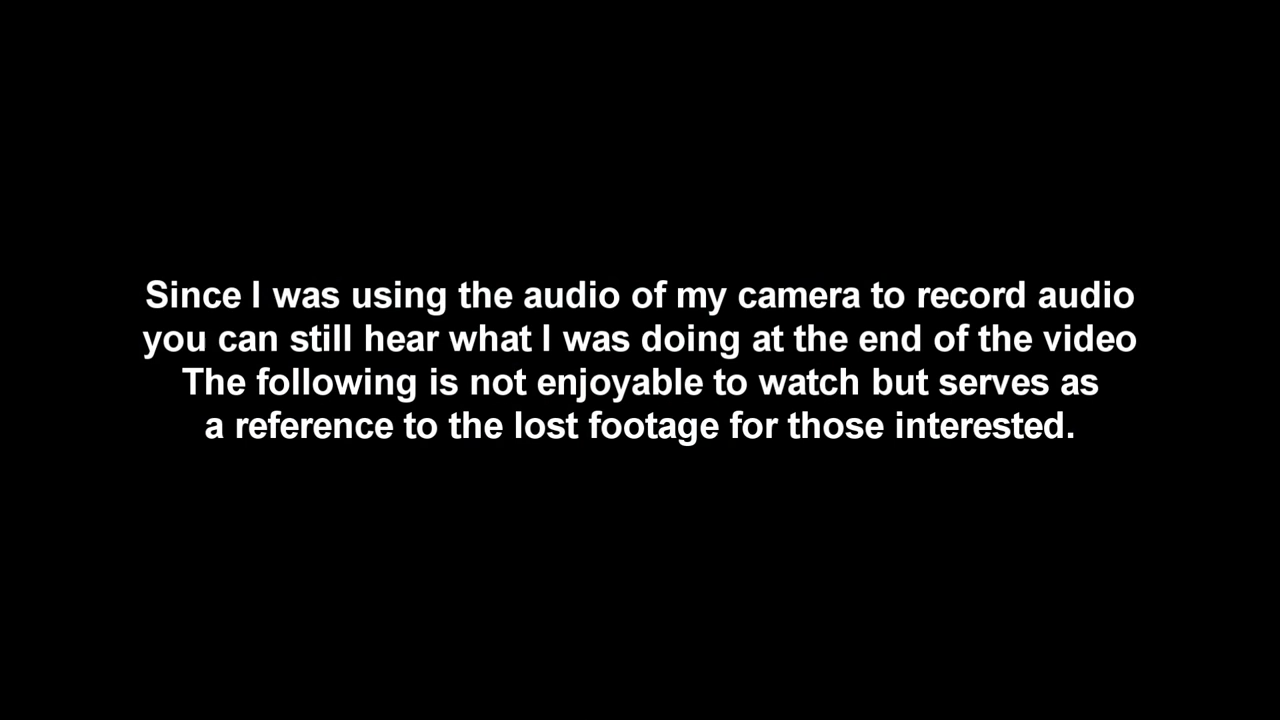 Since I was using the audio of my camera to record audio
you can still hear what I was doing at the end of the video
The following is not enjoyable to watch but serves as
a reference to the lost footage for those interested.